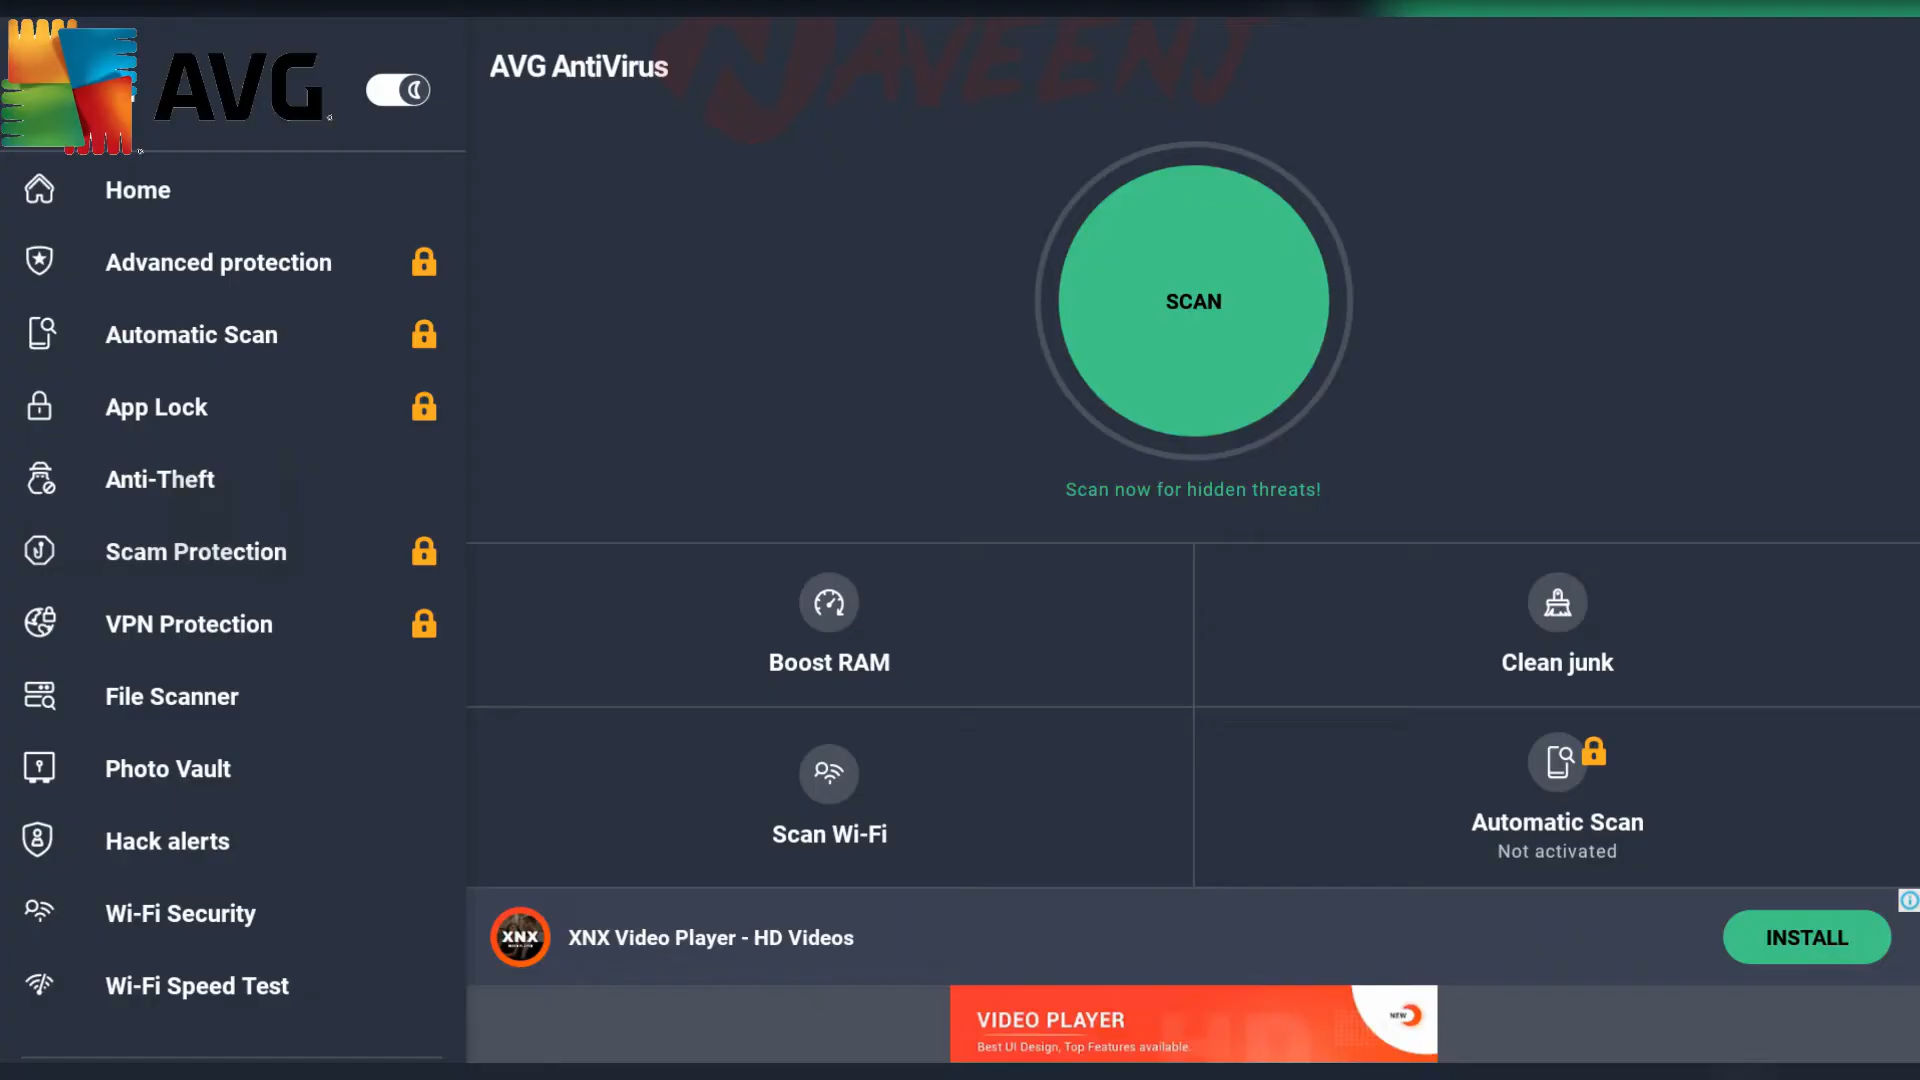 AVG
AVG AntiVirus
NAVEENJ
Home
Advanced protection
Automatic Scan
App Lock
Anti-Theft
Scam Protection
VPN Protection
File Scanner
Photo Vault
Hack alerts
Wi-Fi Security
Wi-Fi Speed Test
SCAN
Scan now for hidden threats!
Boost RAM
Clean junk
Scan Wi-Fi
Automatic Scan
Not activated
XNX
XNX Video Player - HD Videos
INSTALL
VIDEO PLAYER
Best UI Design, Top Features available.
HD
NEW